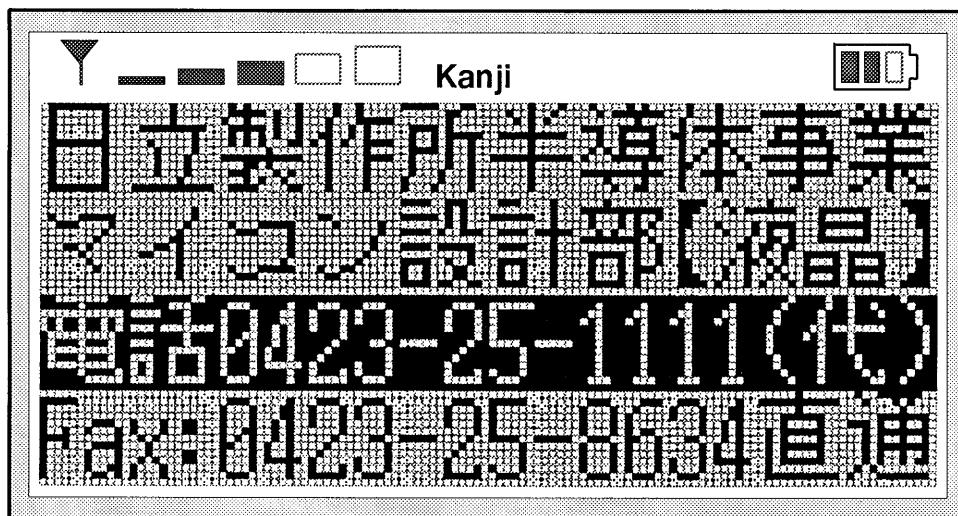 Kanji
日立製作所半導体事業
マイコン設計部【液晶】
電話0423-25-1111(代)
Fax:0423-25-8634直通